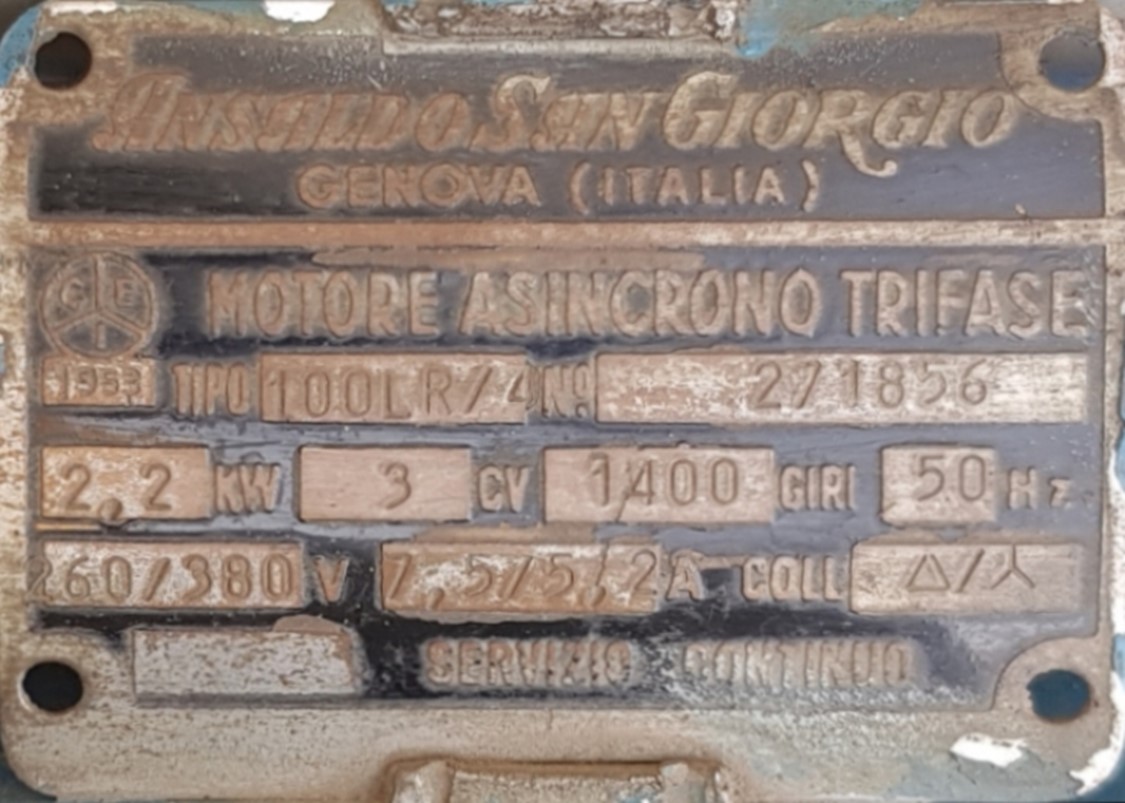 Ansaldo San Giorgio
GENOVA (ITALIA)
C E I
MOTORE ASINCRONO TRIFASE
1953 TIPO 100LR/4 Nº 271856
2,2 KW 3 CV 1400 GIRI 50 Hz
260/380 V 7,5/5,2 A COLL △/⅄
SERVIZIO CONTINUO